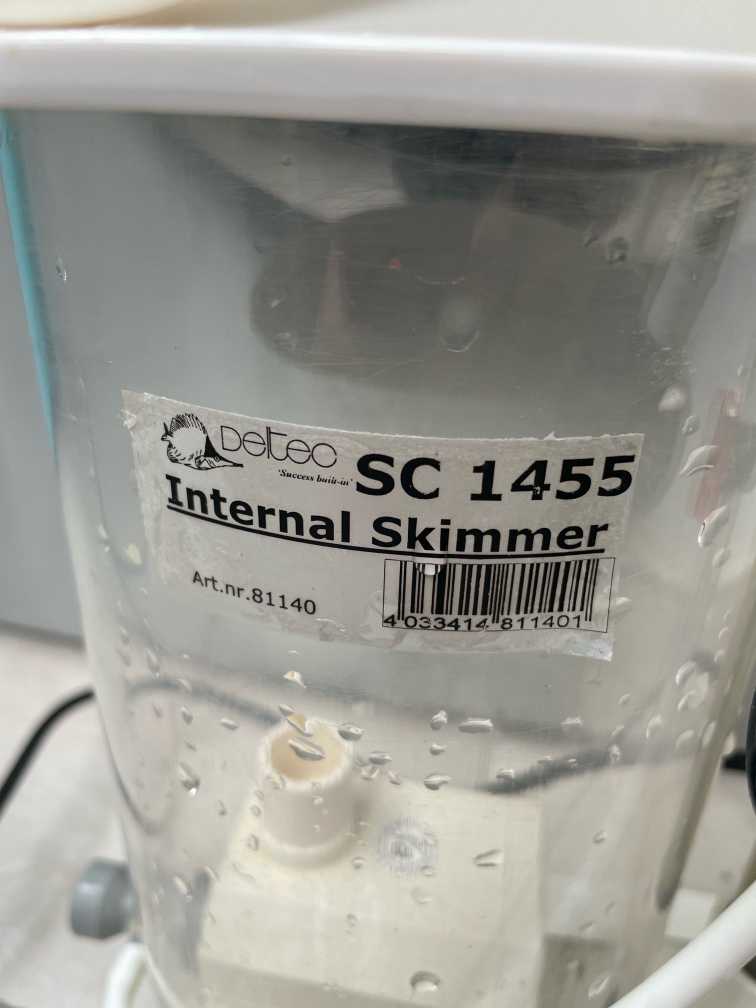 Deltec
'Success built-in'
SC 1455
Internal Skimmer
Art.nr.81140
4 033414 811401